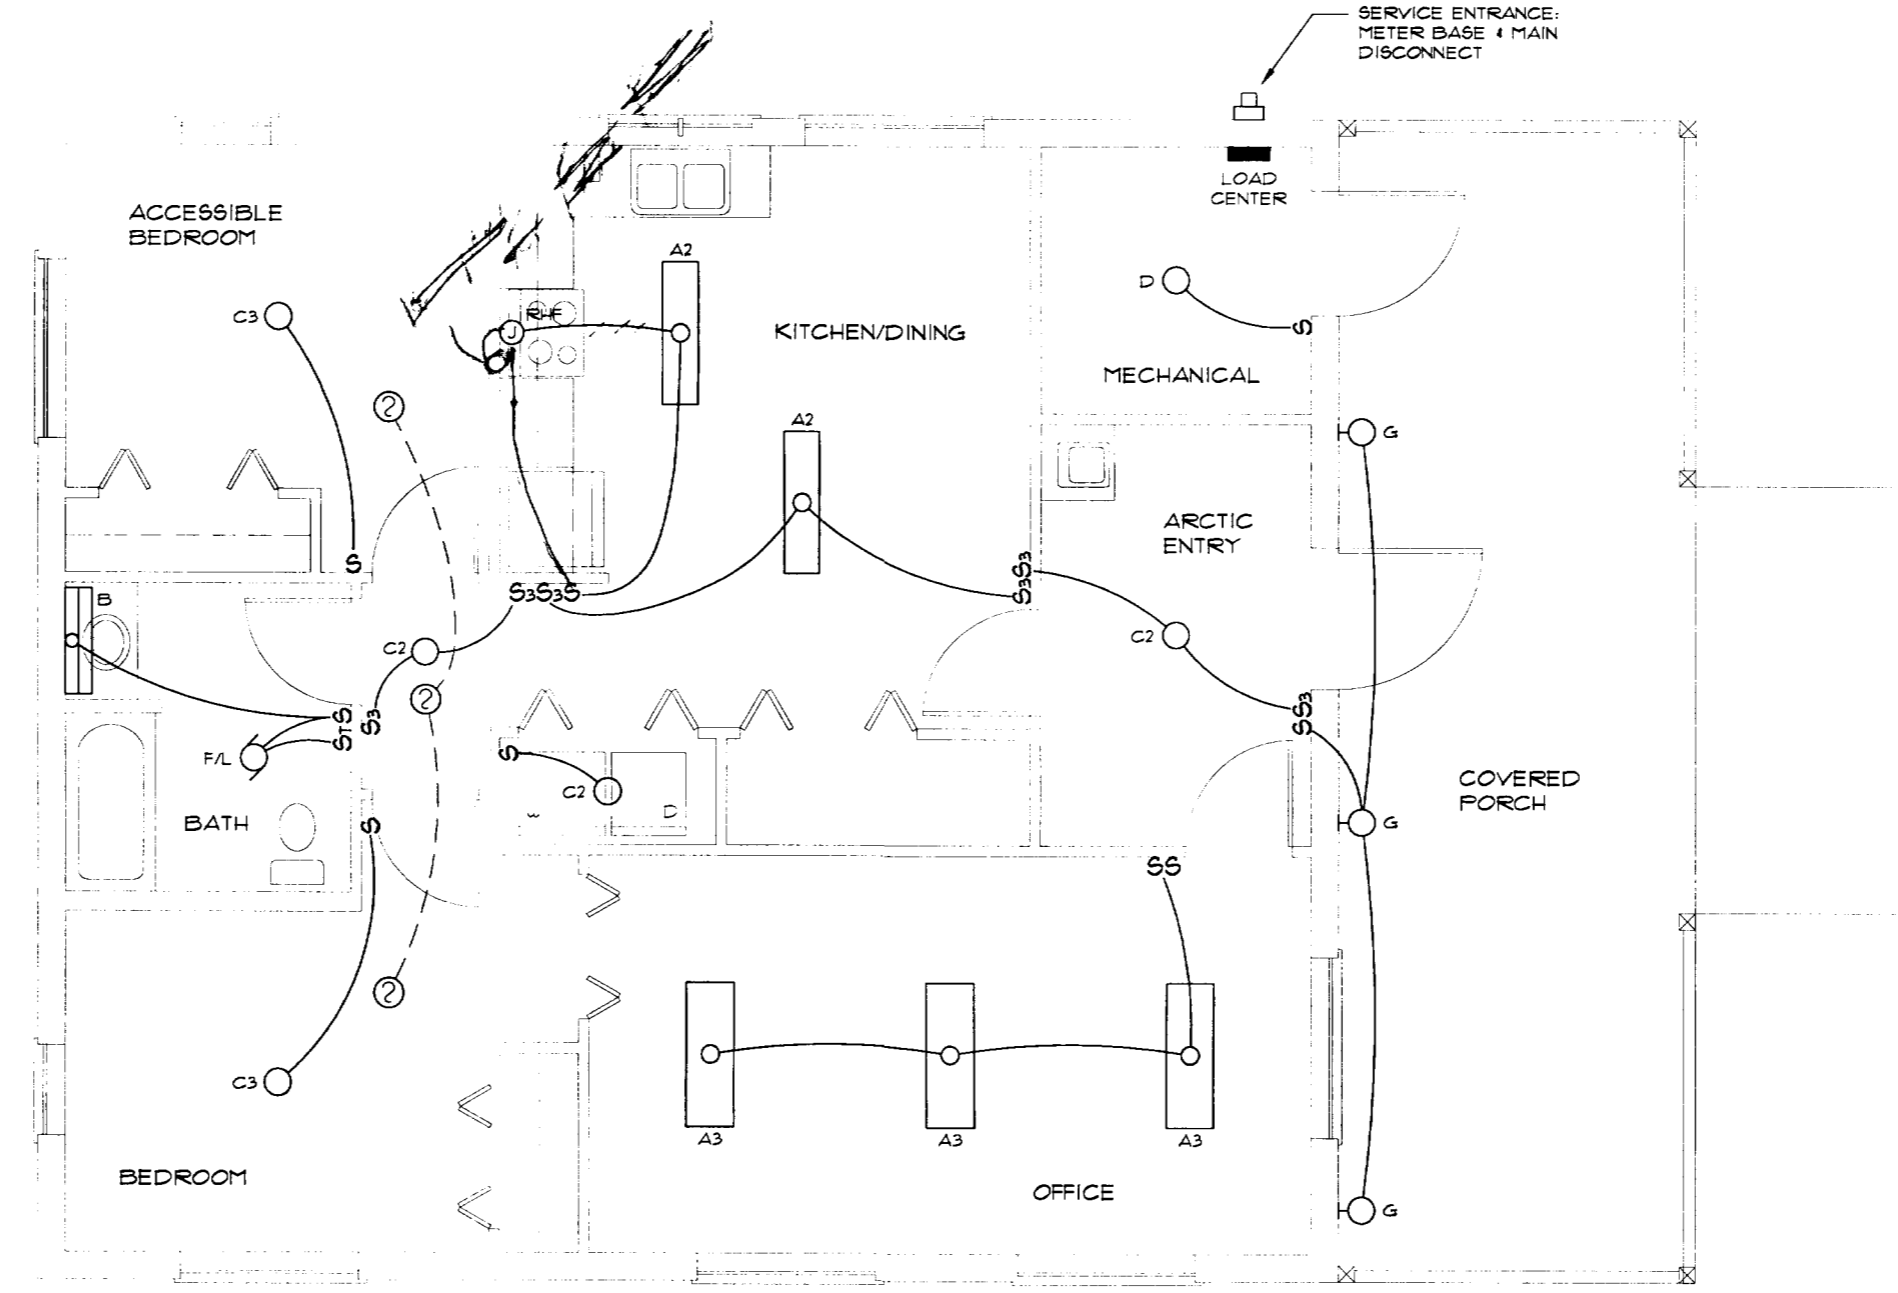 SERVICE ENTRANCE:
METER BASE & MAIN
DISCONNECT
LOAD
CENTER
ACCESSIBLE
BEDROOM
A2
D
C3
RHF
J
KITCHEN/DINING
S
MECHANICAL
A2
G
ARCTIC
ENTRY
S
S3S3
S3S3S
B
C2
C2
STS
S3
SS3
S
F/L
C2
W
D
COVERED
PORCH
BATH
S
G
SS
C3
A3
A3
A3
BEDROOM
OFFICE
G